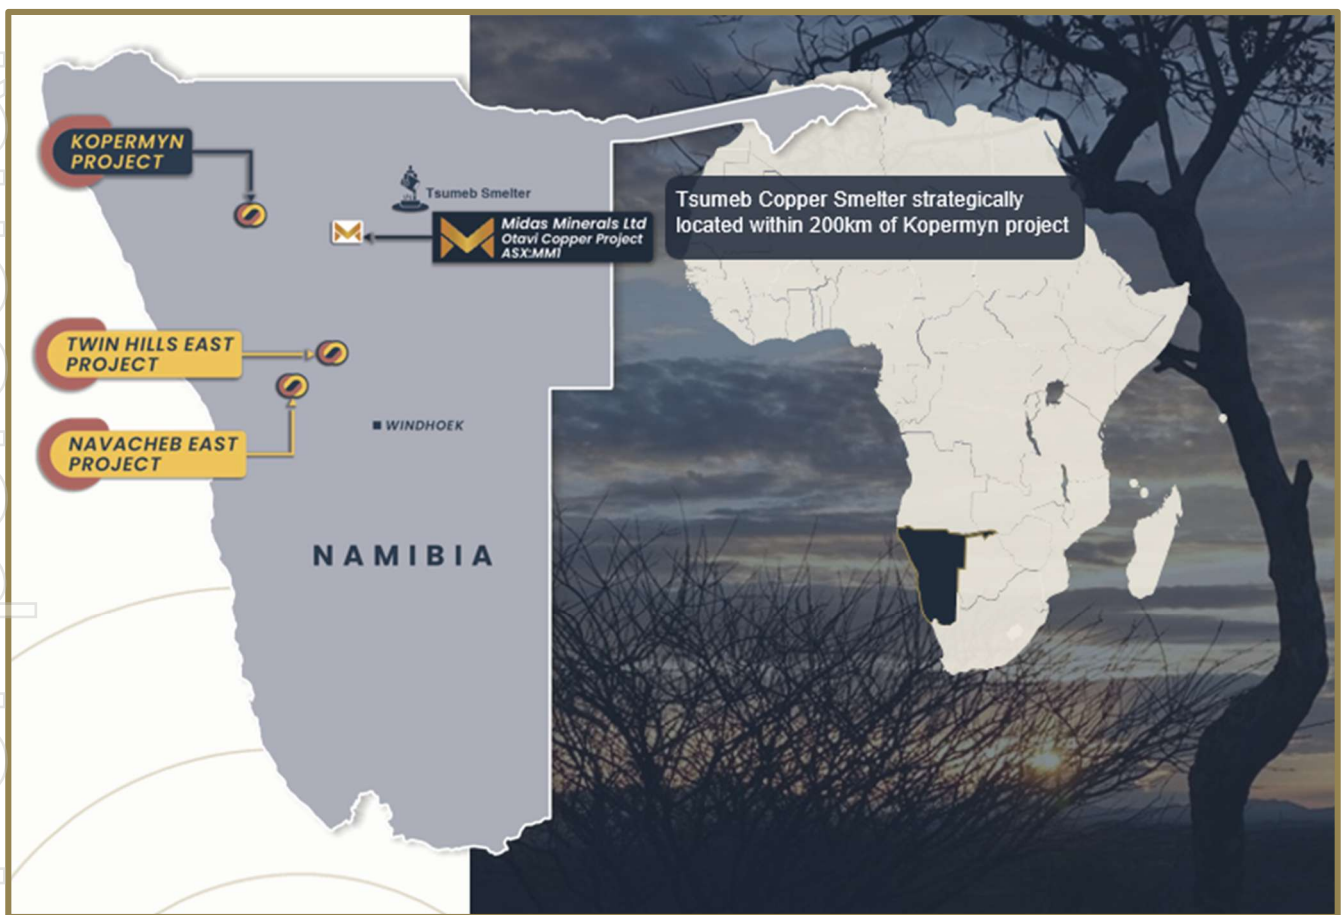 KOPERMYN
PROJECT
Tsumeb Smelter
Midas Minerals Ltd
Otavi Copper Project
ASX:MM1
Tsumeb Copper Smelter strategically
located within 200km of Kopermyn project
TWIN HILLS EAST
PROJECT
NAVACHEB EAST
PROJECT
WINDHOEK
NAMIBIA